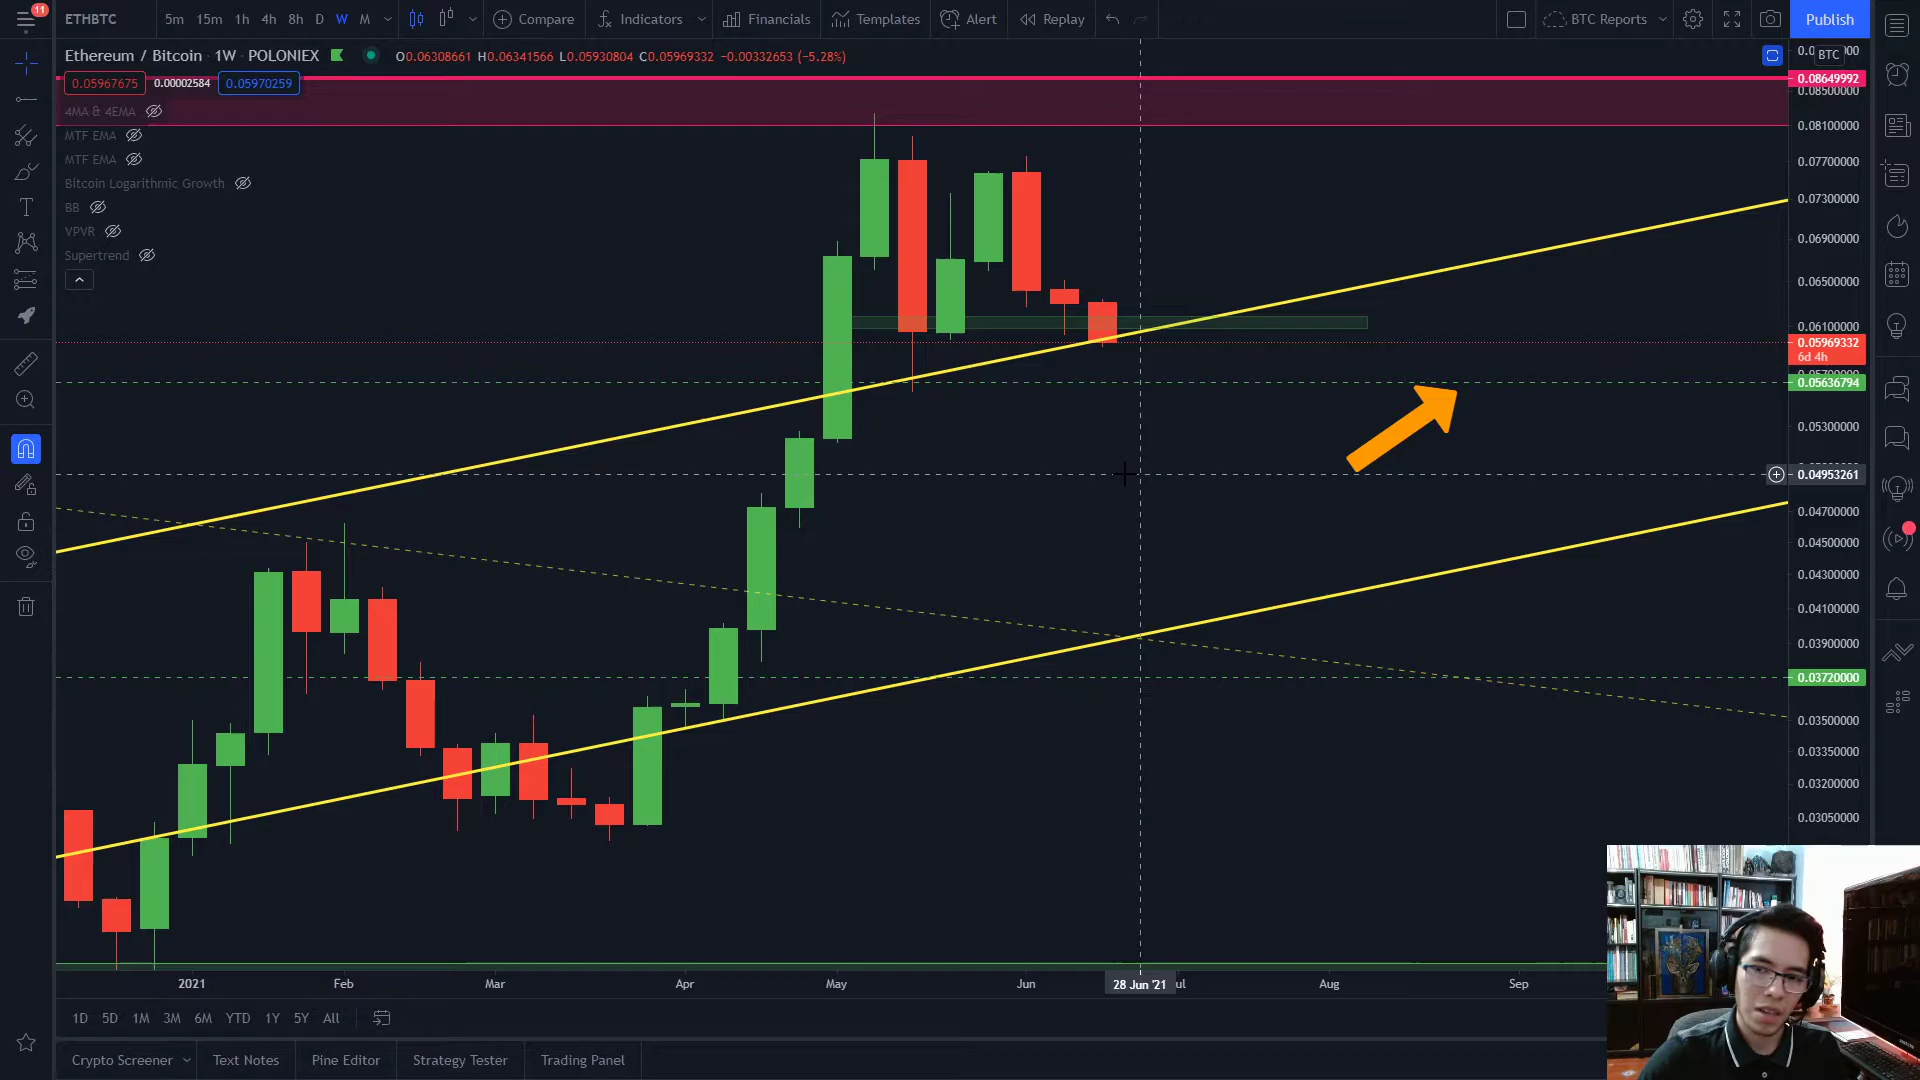 11
ETHBTC 5m 15m 1h 4h 8h D W M Compare Indicators Financials Templates Alert Replay BTC Reports Publish
Ethereum / Bitcoin · 1W · POLONIEX O0.06308661 H0.06341566 L0.05930804 C0.05969332 −0.00332653 (−5.28%)
BTC
0.05967675 0.00002584 0.05970259
4MA & 4EMA
MTF EMA
MTF EMA
Bitcoin Logarithmic Growth
BB
VPVR
Supertrend
0.08649992
0.08500000
0.08100000
0.07700000
0.07300000
0.06900000
0.06500000
0.06100000
0.05969332
6d 4h
0.05700000
0.05636794
0.05300000
0.04953261
0.04700000
0.04500000
0.04300000
0.04100000
0.03900000
0.03720000
0.03500000
0.03350000
0.03200000
0.03050000
2021 Feb Mar Apr May Jun 28 Jun '21 ul Aug Sep
1D 5D 1M 3M 6M YTD 1Y 5Y All
Crypto Screener Text Notes Pine Editor Strategy Tester Trading Panel